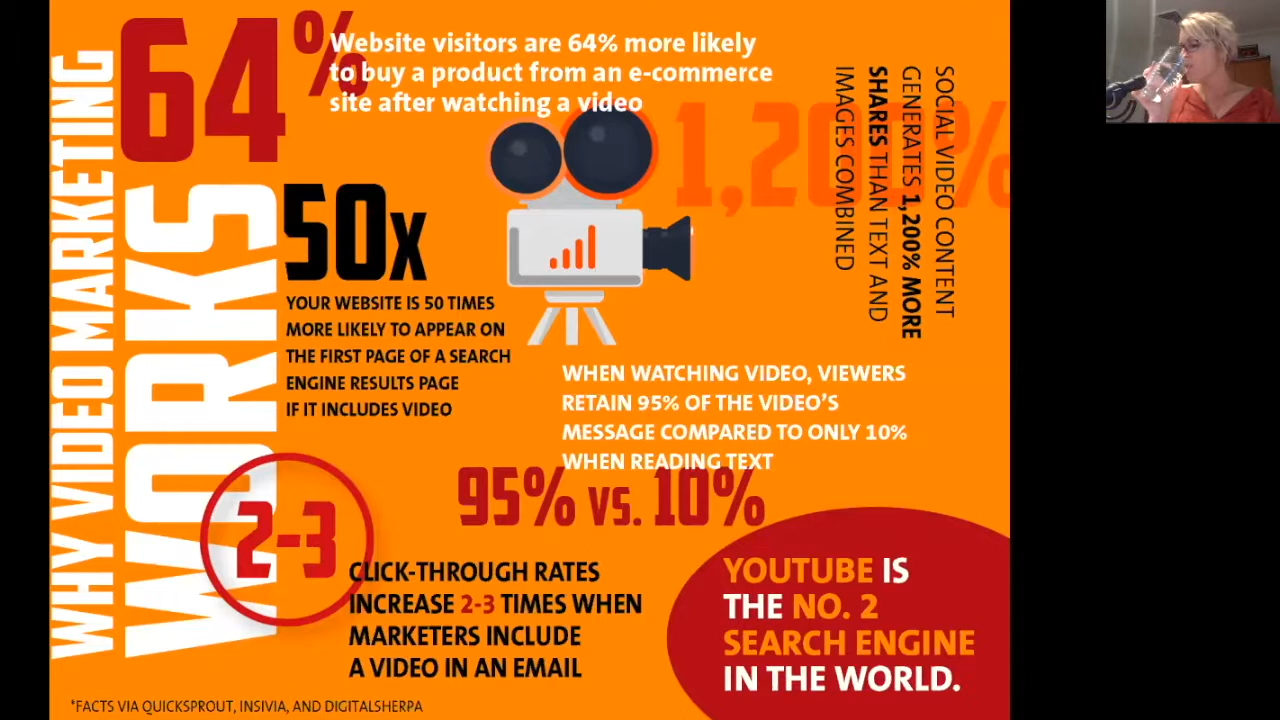 WHY VIDEO MARKETING
WORKS
64%
Website visitors are 64% more likely
to buy a product from an e-commerce
site after watching a video
50x
YOUR WEBSITE IS 50 TIMES
MORE LIKELY TO APPEAR ON
THE FIRST PAGE OF A SEARCH
ENGINE RESULTS PAGE
IF IT INCLUDES VIDEO
1,200%
SOCIAL VIDEO CONTENT
GENERATES 1,200% MORE
SHARES THAN TEXT AND
IMAGES COMBINED
WHEN WATCHING VIDEO, VIEWERS
RETAIN 95% OF THE VIDEO'S
MESSAGE COMPARED TO ONLY 10%
WHEN READING TEXT
95% VS. 10%
2-3
CLICK-THROUGH RATES
INCREASE 2-3 TIMES WHEN
MARKETERS INCLUDE
A VIDEO IN AN EMAIL
YOUTUBE IS
THE NO. 2
SEARCH ENGINE
IN THE WORLD.
*FACTS VIA QUICKSPROUT, INSIVIA, AND DIGITALSHERPA